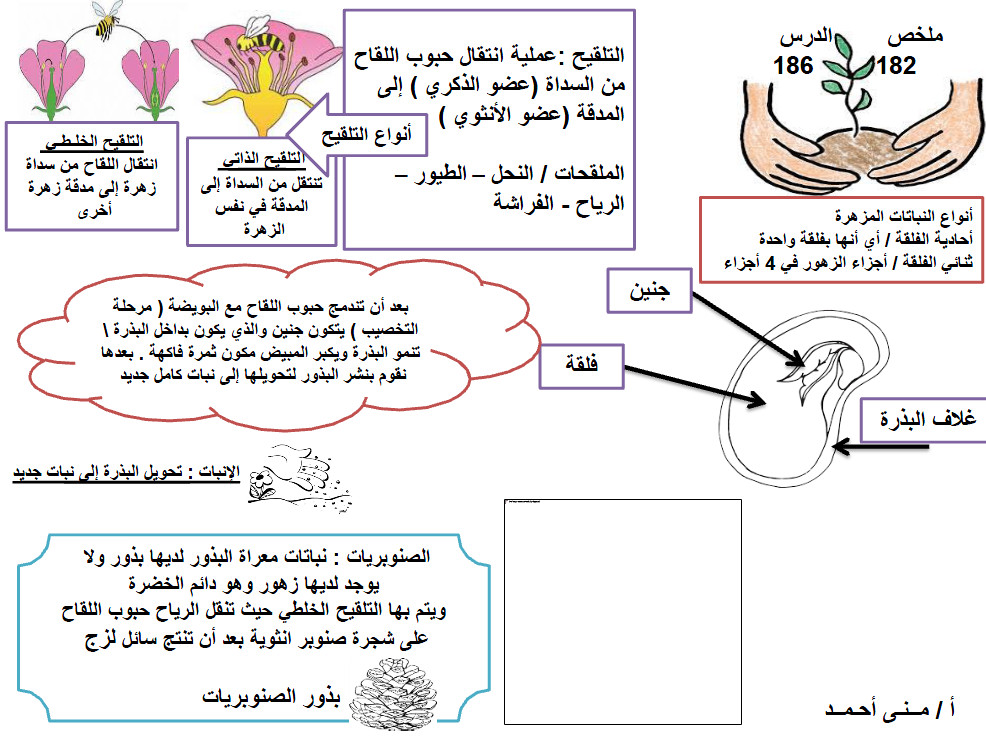 ملخص الدرس
182 186
التلقيح :عملية انتقال حبوب اللقاح
من السداة (عضو الذكري ) إلى
المدقة (عضو الأنثوي )
الملقحات / النحل – الطيور –
الرياح - الفراشة
أنواع التلقيح
التلقيح الذاتي
تنتقل من السداة إلى
المدقة في نفس
الزهرة
التلقيح الخلطي
انتقال اللقاح من سداة
زهرة إلى مدقة زهرة
أخرى
أنواع النباتات المزهرة
أحادية الفلقة / أي أنها بفلقة واحدة
ثنائي الفلقة / أجزاء الزهور في 4 أجزاء
جنين
فلقة
غلاف البذرة
بعد أن تندمج حبوب اللقاح مع البويضة ( مرحلة
التخصيب ) يتكون جنين والذي يكون بداخل البذرة \
تنمو البذرة ويكبر المبيض مكون ثمرة فاكهة . بعدها
نقوم بنشر البذور لتحويلها إلى نبات كامل جديد
الإنبات : تحويل البذرة إلى نبات جديد
الصنوبريات : نباتات معراة البذور لديها بذور ولا
يوجد لديها زهور وهو دائم الخضرة
ويتم بها التلقيح الخلطي حيث تنقل الرياح حبوب اللقاح
على شجرة صنوبر انثوية بعد أن تنتج سائل لزج
بذور الصنوبريات
أ / مــنــى أحـمــد